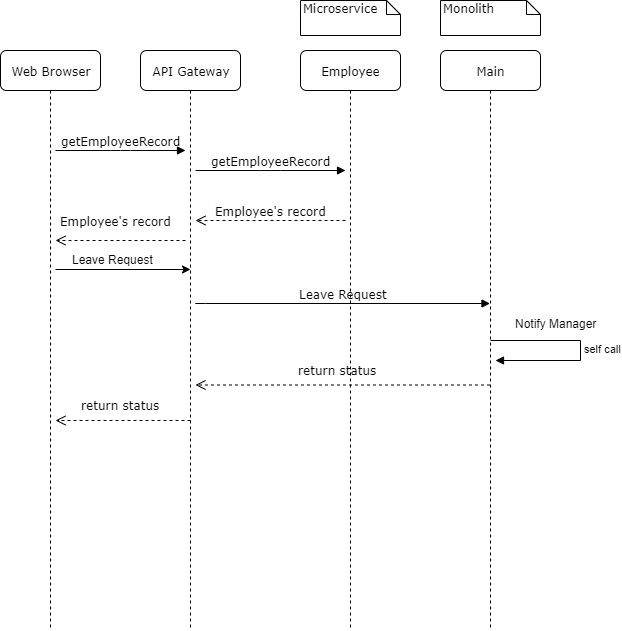 Microservice
Monolith
Web Browser
API Gateway
Employee
Main
getEmployeeRecord
getEmployeeRecord
Employee's record
Employee's record
Leave Request
Leave Request
Notify Manager
self call
return status
return status